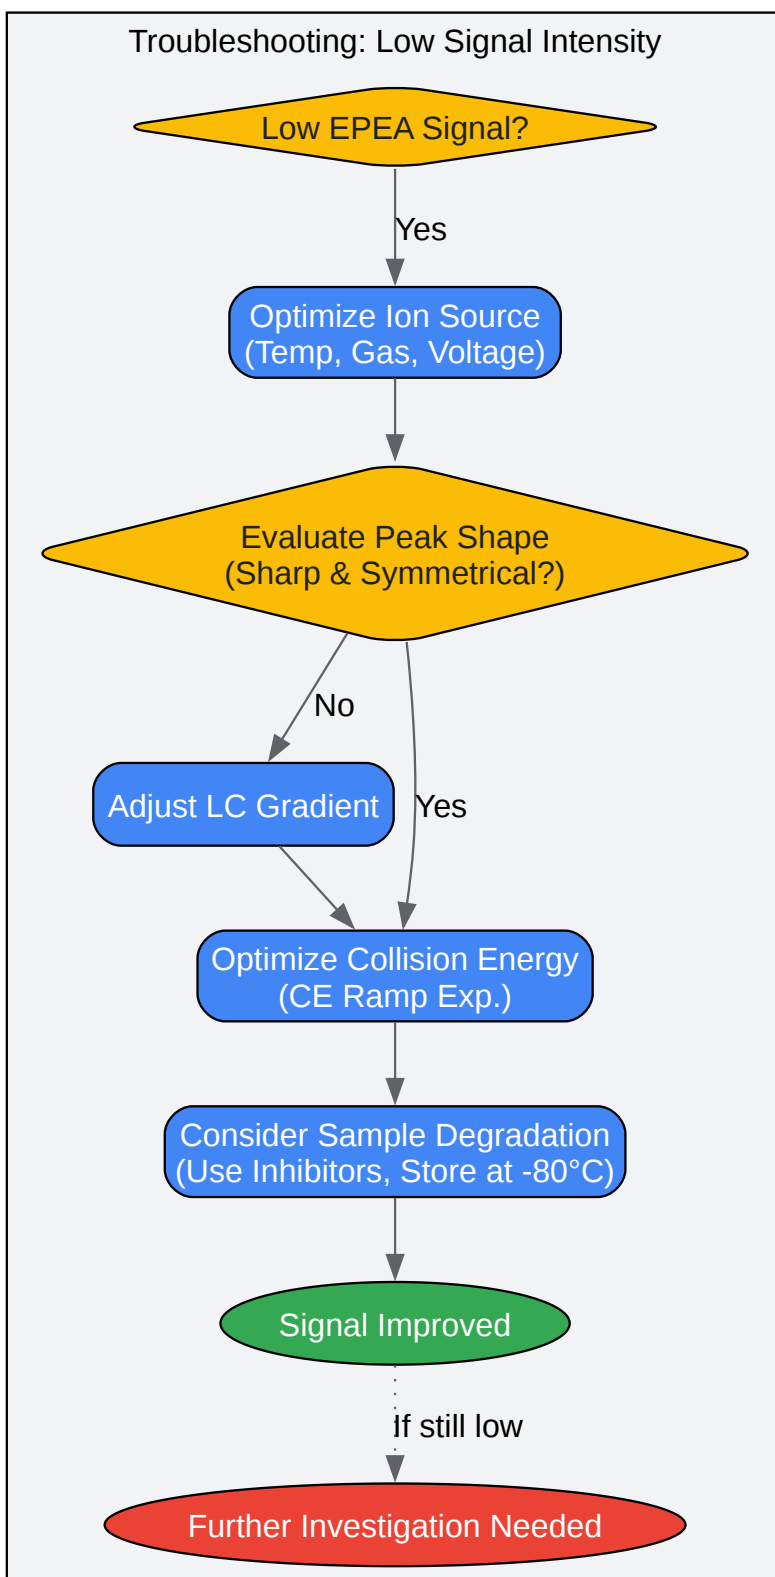 Troubleshooting: Low Signal Intensity
Low EPEA Signal?
Yes
Optimize Ion Source
(Temp, Gas, Voltage)
Evaluate Peak Shape
(Sharp & Symmetrical?)
No
Adjust LC Gradient
Yes
Optimize Collision Energy
(CE Ramp Exp.)
Consider Sample Degradation
(Use Inhibitors, Store at -80°C)
Signal Improved
If still low
Further Investigation Needed